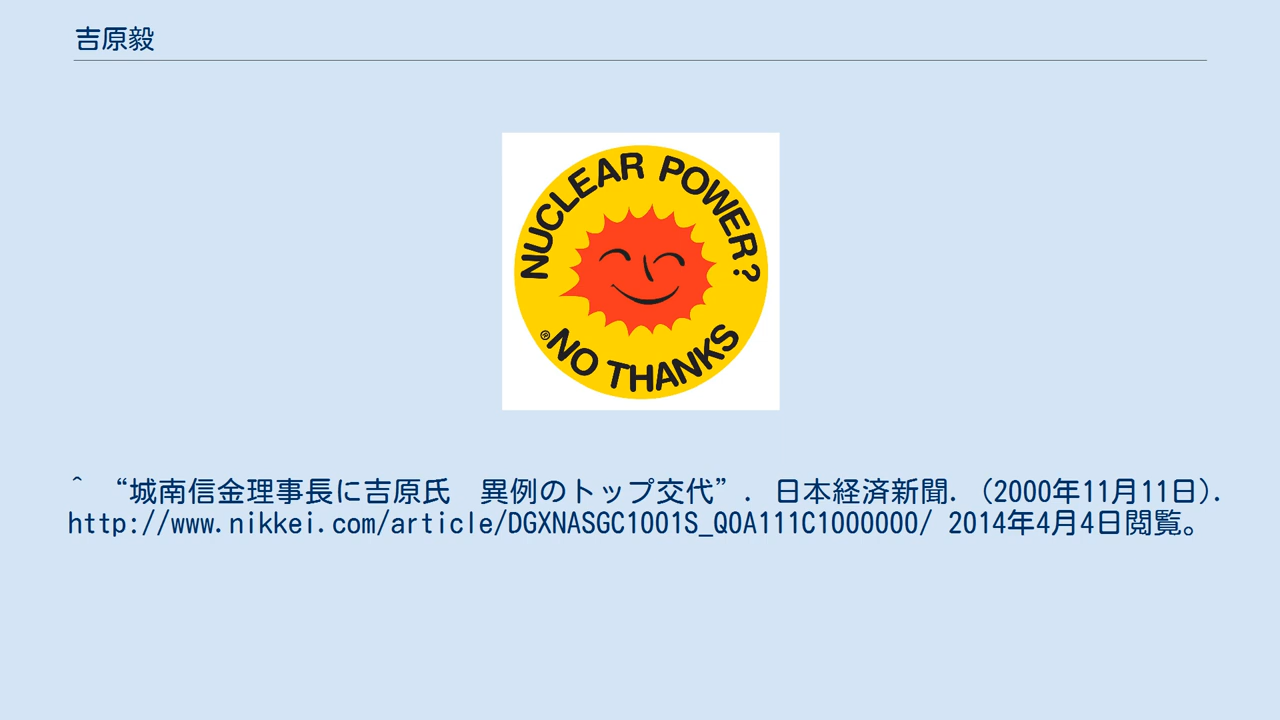 吉原毅
NUCLEAR POWER?
®NO THANKS
^ “城南信金理事長に吉原氏　異例のトップ交代”. 日本経済新聞. (2000年11月11日).
http://www.nikkei.com/article/DGXNASGC1001S_Q0A111C1000000/ 2014年4月4日閲覧。